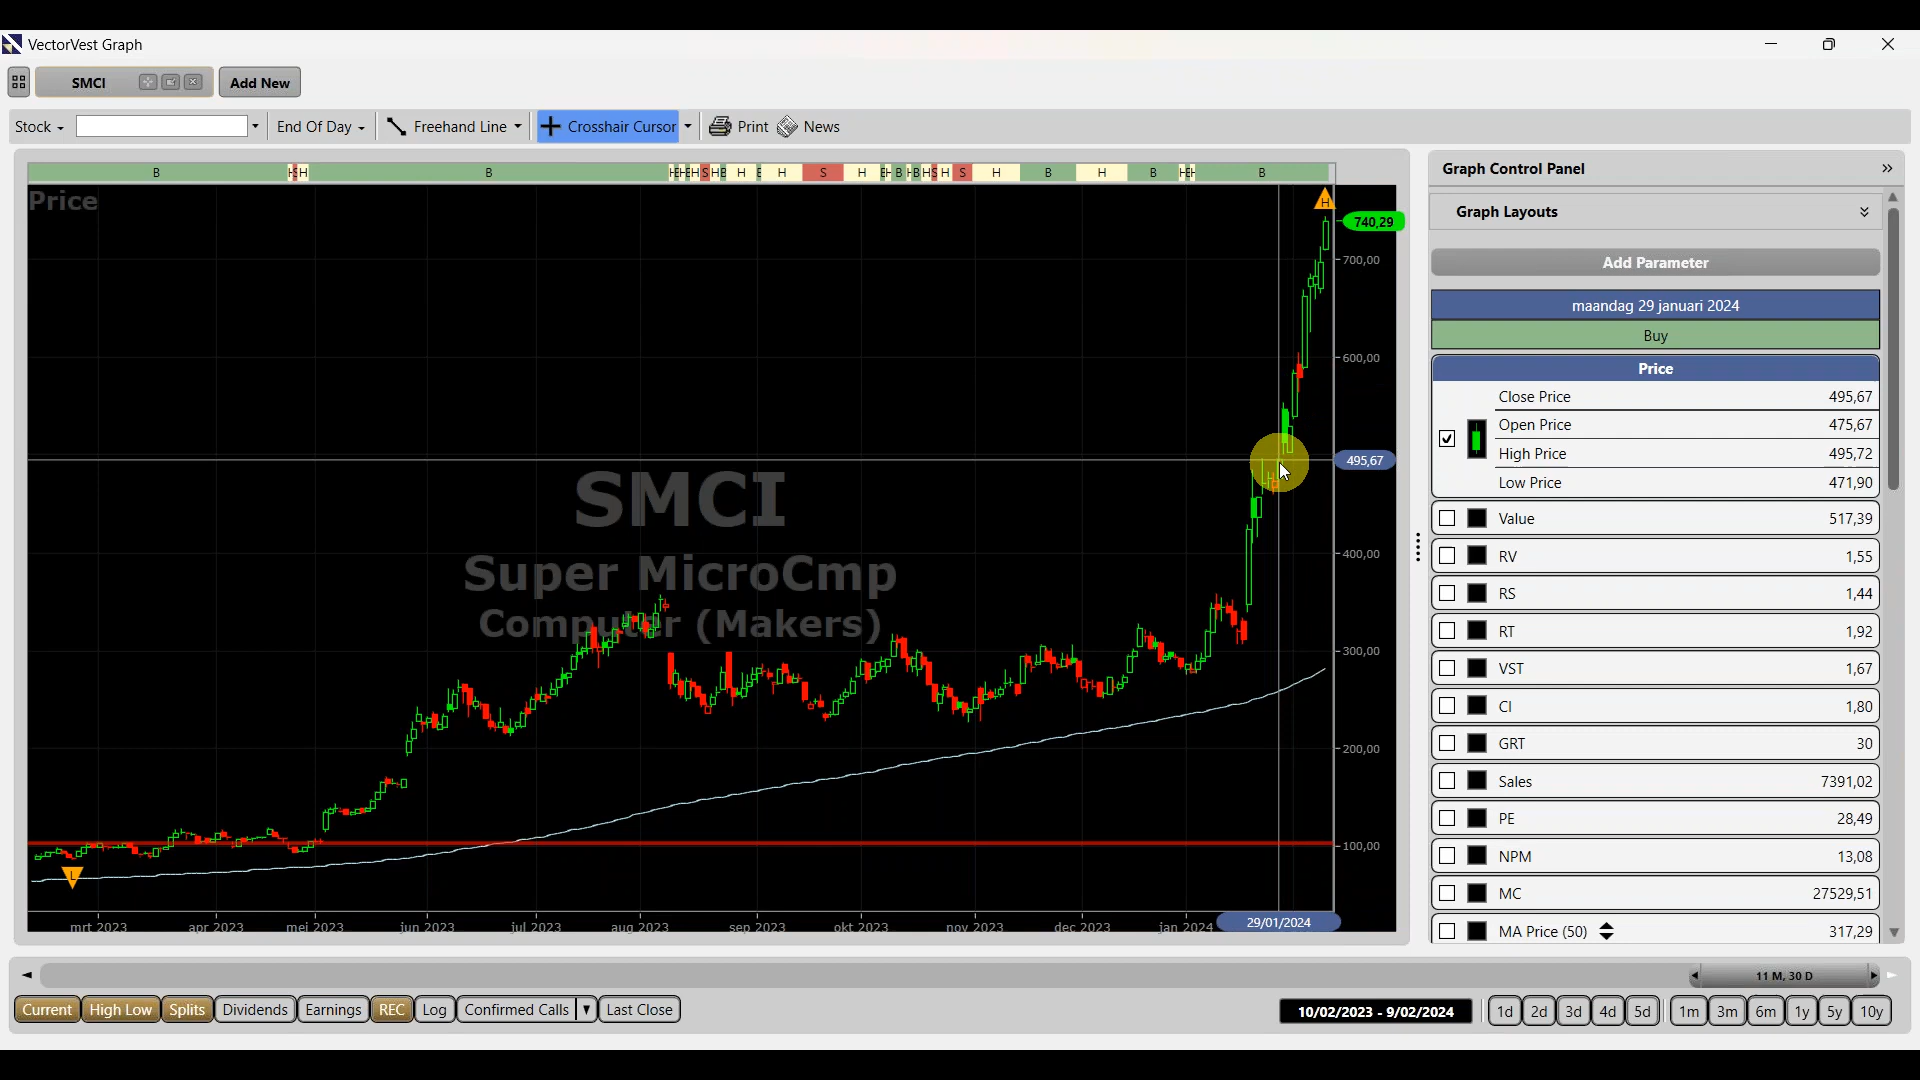 VectorVest Graph
SMCI
Add New
Stock
End Of Day
Freehand Line
Crosshair Cursor
Print
News
B
H
S
H
B
H
H
S
H
B
H
H
S
H
B
H
S
H
S
H
B
H
B
H
B
Price
H
740,29
700,00
600,00
495,67
400,00
300,00
200,00
100,00
SMCI
Super MicroCmp
Computer (Makers)
L
mrt 2023
apr 2023
mei 2023
jun 2023
jul 2023
aug 2023
sep 2023
okt 2023
nov 2023
dec 2023
jan 2024
29/01/2024
Graph Control Panel
Graph Layouts
Add Parameter
maandag 29 januari 2024
Buy
Price
Close Price 495,67
Open Price 475,67
High Price 495,72
Low Price 471,90
Value 517,39
RV 1,55
RS 1,44
RT 1,92
VST 1,67
CI 1,80
GRT 30
Sales 7391,02
PE 28,49
NPM 13,08
MC 27529,51
MA Price (50) 317,29
11 M, 30 D
Current
High Low
Splits
Dividends
Earnings
REC
Log
Confirmed Calls
Last Close
10/02/2023 - 9/02/2024
1d
2d
3d
4d
5d
1m
3m
6m
1y
5y
10y